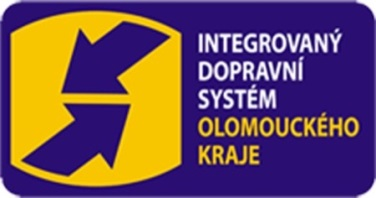 INTEGROVANÝ
DOPRAVNÍ
SYSTÉM
OLOMOUCKÉHO
KRAJE